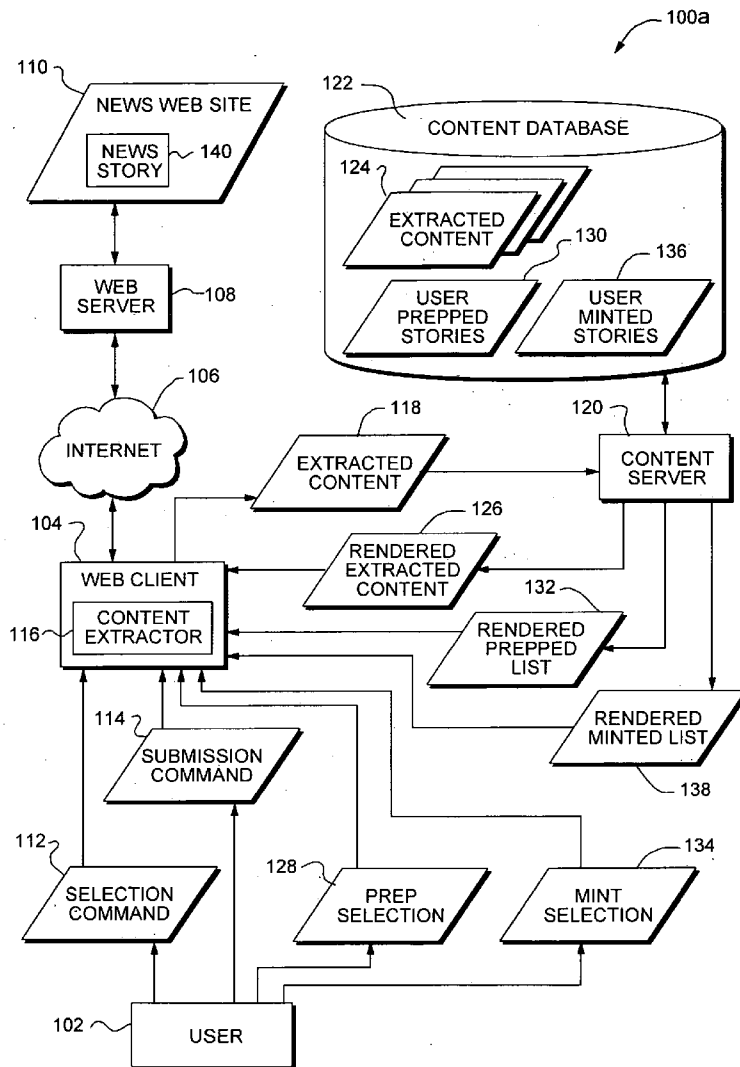 100a
110
NEWS WEB SITE
NEWS
STORY
140
122
CONTENT DATABASE
124
EXTRACTED
CONTENT
130
136
USER
PREPPED
STORIES
USER
MINTED
STORIES
WEB
SERVER
108
106
INTERNET
118
EXTRACTED
CONTENT
120
CONTENT
SERVER
104
WEB CLIENT
116
CONTENT
EXTRACTOR
126
RENDERED
EXTRACTED
CONTENT
132
RENDERED
PREPPED
LIST
RENDERED
MINTED LIST
138
114
SUBMISSION
COMMAND
112
SELECTION
COMMAND
128
PREP
SELECTION
134
MINT
SELECTION
102
USER